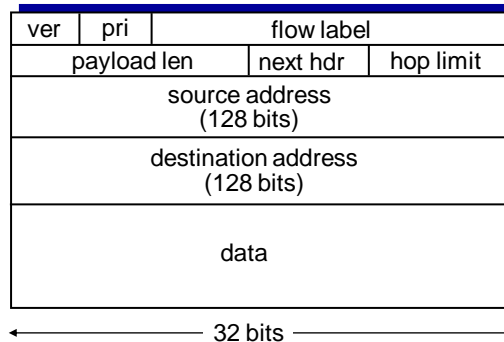 ver pri flow label
payload len next hdr hop limit
source address
(128 bits)
destination address
(128 bits)
data
32 bits